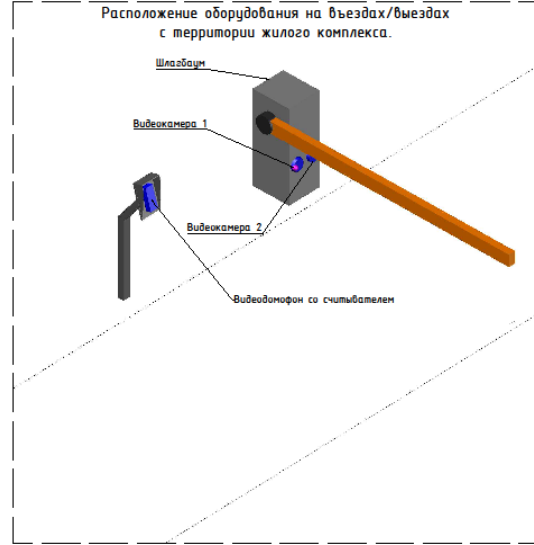 Расположение оборудования на въездах/выездах
с территории жилого комплекса.
Шлагбаум
Видеокамера 1
Видеокамера 2
Видеодомофон со считывателем